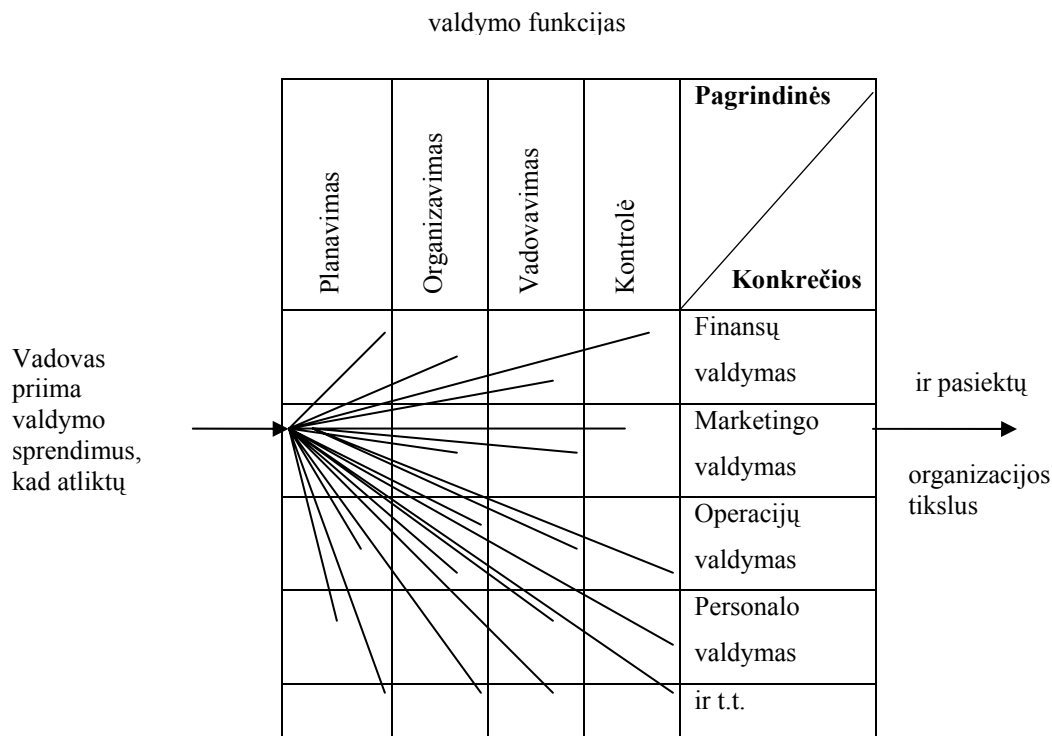 valdymo funkcijas
Planavimas
Organizavimas
Vadovavimas
Kontrolė
Pagrindinės
Konkrečios
Vadovas
priima
valdymo
sprendimus,
kad atliktų
Finansų
valdymas
Marketingo
valdymas
Operacijų
valdymas
Personalo
valdymas
ir t.t.
ir pasiektų
organizacijos
tikslus